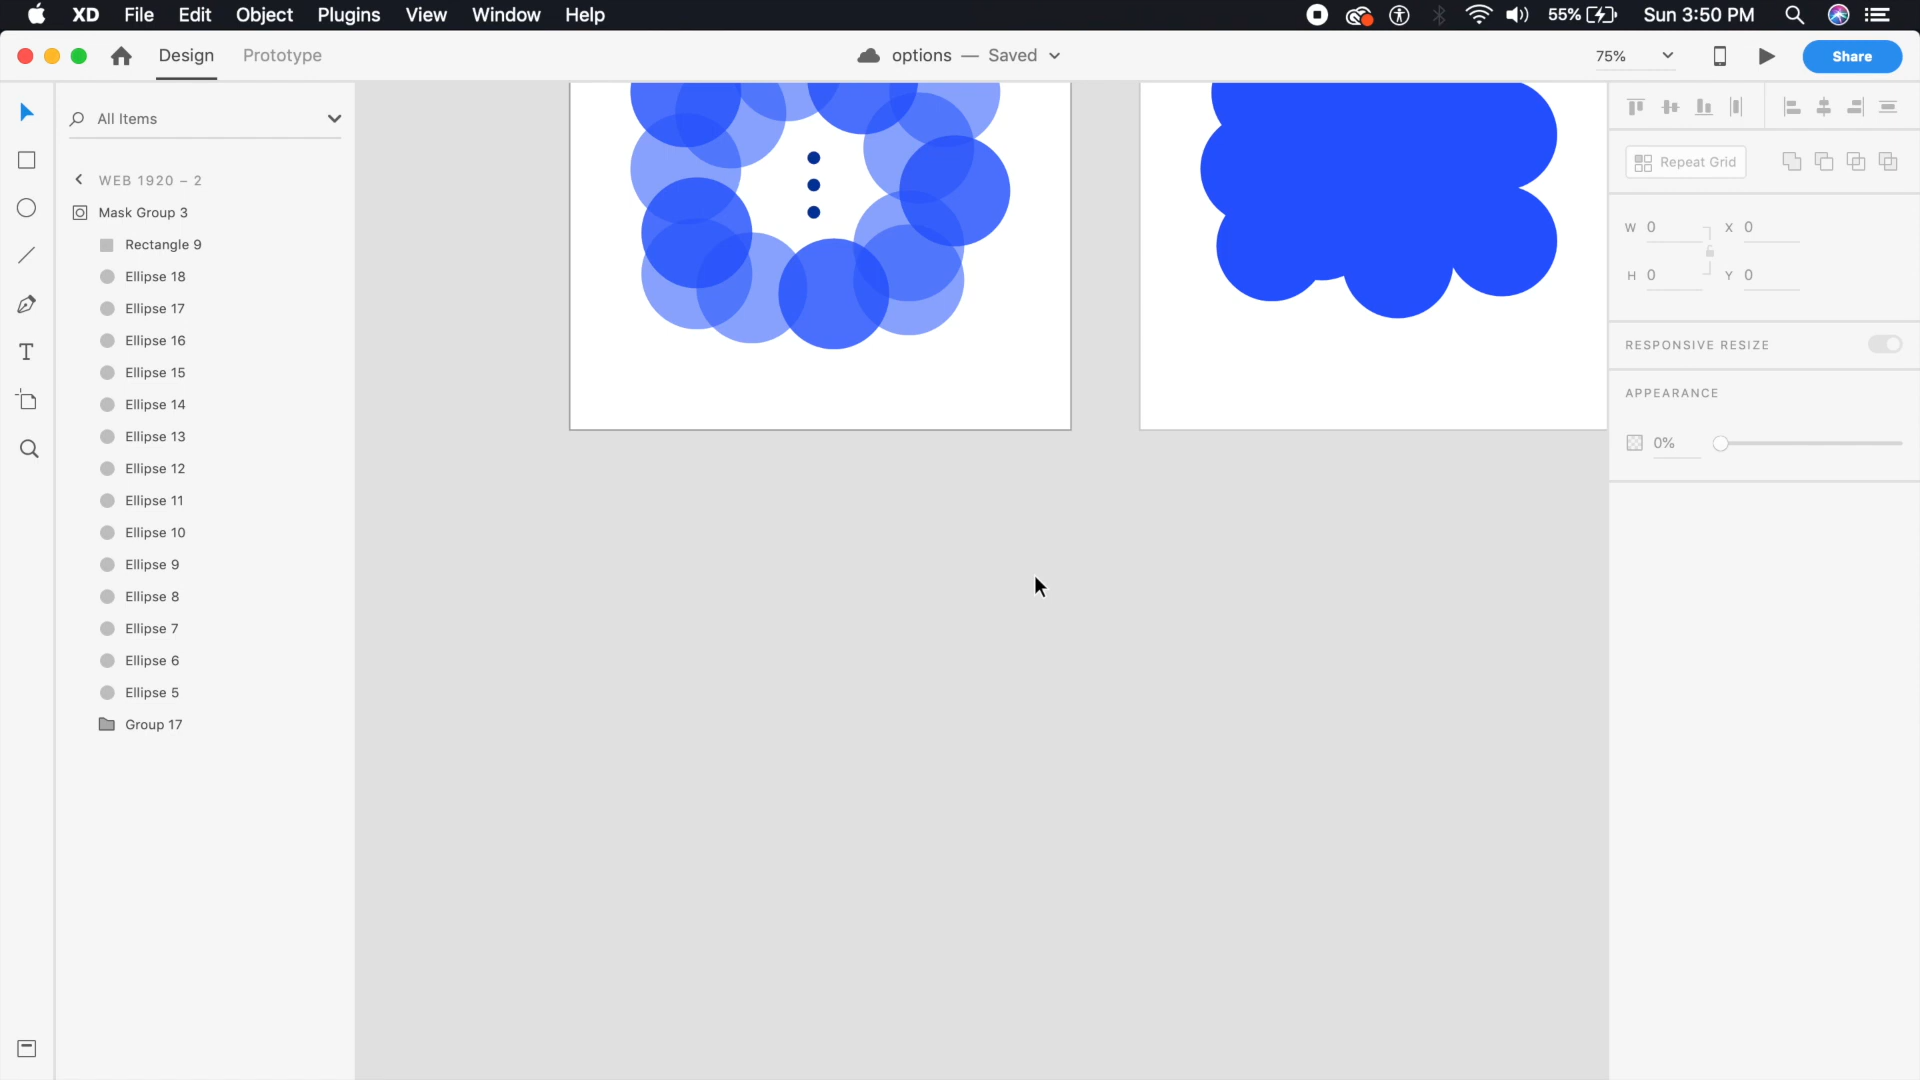 XD File Edit Object Plugins View Window Help 55% Sun 3:50 PM
Design Prototype options — Saved 75% Share
All Items
WEB 1920 – 2
Mask Group 3
Rectangle 9
Ellipse 18
Ellipse 17
Ellipse 16
Ellipse 15
Ellipse 14
Ellipse 13
Ellipse 12
Ellipse 11
Ellipse 10
Ellipse 9
Ellipse 8
Ellipse 7
Ellipse 6
Ellipse 5
Group 17
Repeat Grid
W 0 X 0
H 0 Y 0
RESPONSIVE RESIZE
APPEARANCE
0%